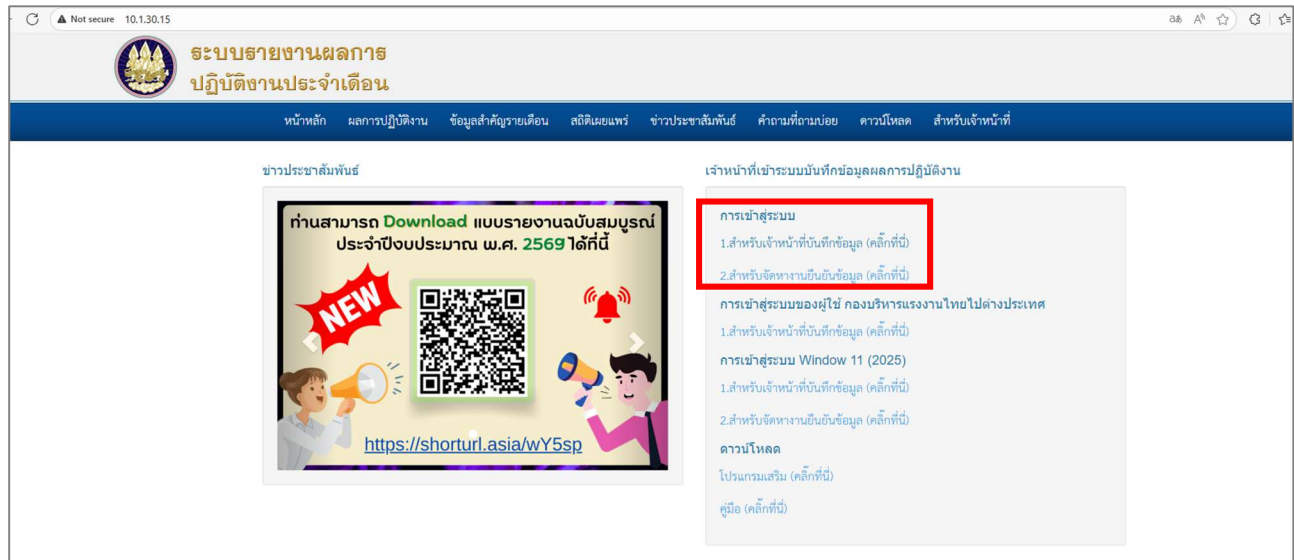 Not secure 10.1.30.15
ระบบรายงานผลการ
ปฏิบัติงานประจำเดือน
หน้าหลัก ผลการปฏิบัติงาน ข้อมูลสำคัญรายเดือน สถิติเผยแพร่ ข่าวประชาสัมพันธ์ คำถามที่ถามบ่อย ดาวน์โหลด สำหรับเจ้าหน้าที่
ข่าวประชาสัมพันธ์
ท่านสามารถ Download แบบรายงานฉบับสมบูรณ์
ประจำปีงบประมาณ พ.ศ. 2569 ได้ที่นี่
NEW
https://shorturl.asia/wY5sp
เจ้าหน้าที่เข้าระบบบันทึกข้อมูลผลการปฏิบัติงาน
การเข้าสู่ระบบ
1.สำหรับเจ้าหน้าที่บันทึกข้อมูล (คลิ๊กที่นี่)
2.สำหรับจัดหางานยืนยันข้อมูล (คลิ๊กที่นี่)
การเข้าสู่ระบบของผู้ใช้ กองบริหารแรงงานไทยไปต่างประเทศ
1.สำหรับเจ้าหน้าที่บันทึกข้อมูล (คลิ๊กที่นี่)
การเข้าสู่ระบบ Window 11 (2025)
1.สำหรับเจ้าหน้าที่บันทึกข้อมูล (คลิ๊กที่นี่)
2.สำหรับจัดหางานยืนยันข้อมูล (คลิ๊กที่นี่)
ดาวน์โหลด
โปรแกรมเสริม (คลิ๊กที่นี่)
คู่มือ (คลิ๊กที่นี่)